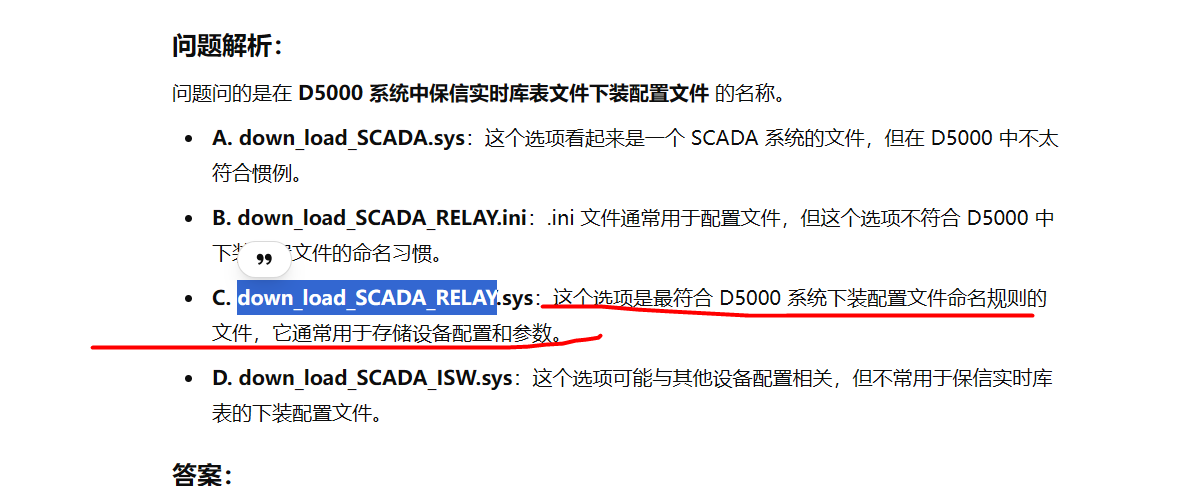 问题解析：
问题问的是在 D5000 系统中保信实时库表文件下装配置文件 的名称。
A. down_load_SCADA.sys：这个选项看起来是一个 SCADA 系统的文件，但在 D5000 中不太
符合惯例。
B. down_load_SCADA_RELAY.ini：.ini 文件通常用于配置文件，但这个选项不符合 D5000 中
下文件的命名习惯。
C. down_load_SCADA_RELAY.sys：这个选项是最符合 D5000 系统下装配置文件命名规则的
文件，它通常用于存储设备配置和参数。
D. down_load_SCADA_ISW.sys：这个选项可能与其他设备配置相关，但不常用于保信实时库
表的下装配置文件。
答案：